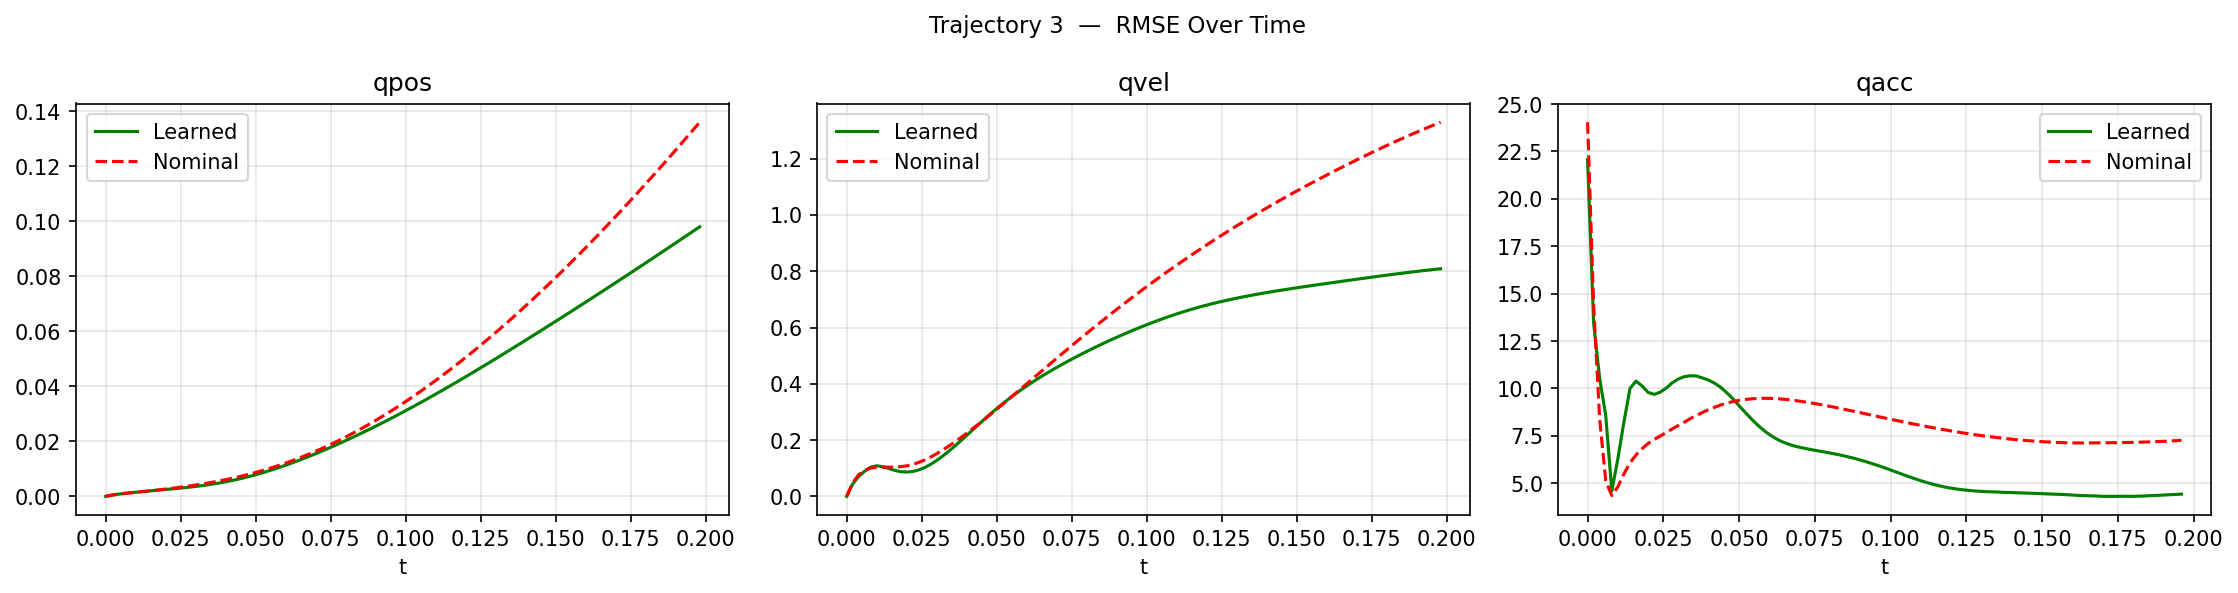 Trajectory 3 — RMSE Over Time
qpos
0.14
0.12
0.10
0.08
0.06
0.04
0.02
0.00
Learned
Nominal
0.000 0.025 0.050 0.075 0.100 0.125 0.150 0.175 0.200
t
qvel
1.2
1.0
0.8
0.6
0.4
0.2
0.0
Learned
Nominal
0.000 0.025 0.050 0.075 0.100 0.125 0.150 0.175 0.200
t
qacc
25.0
22.5
20.0
17.5
15.0
12.5
10.0
7.5
5.0
Learned
Nominal
0.000 0.025 0.050 0.075 0.100 0.125 0.150 0.175 0.200
t